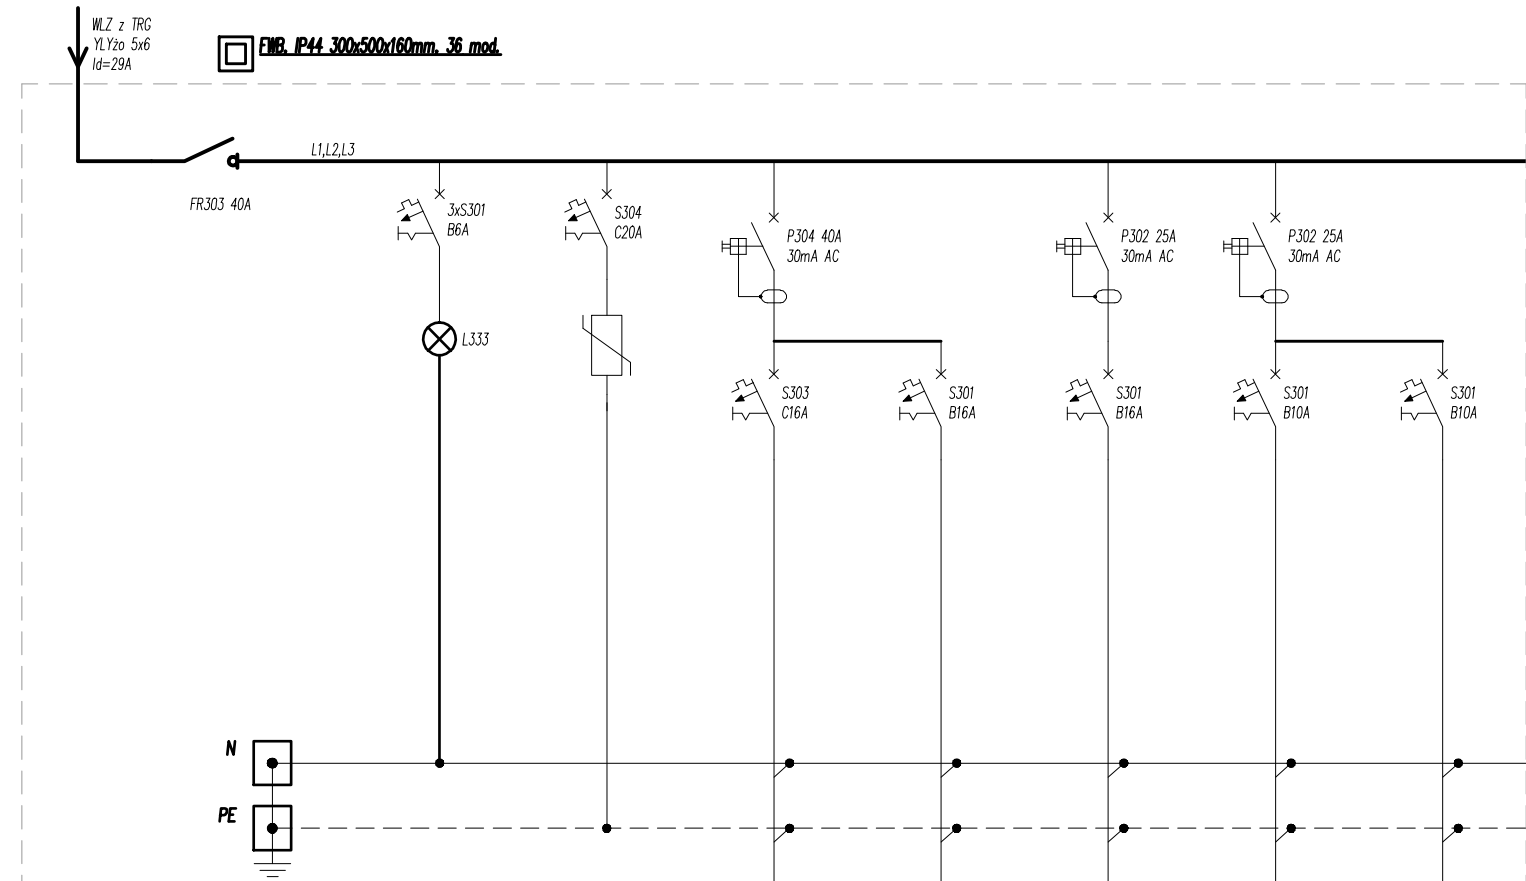 WLZ z TRG
YLYżo 5x6
Id=29A
FWB. IP44 300x500x160mm. 36 mod.
L1,L2,L3
FR303 40A
3xS301
B6A
S304
C20A
P304 40A
30mA AC
P302 25A
30mA AC
P302 25A
30mA AC
L333
S303
C16A
S301
B16A
S301
B16A
S301
B10A
S301
B10A
N
PE